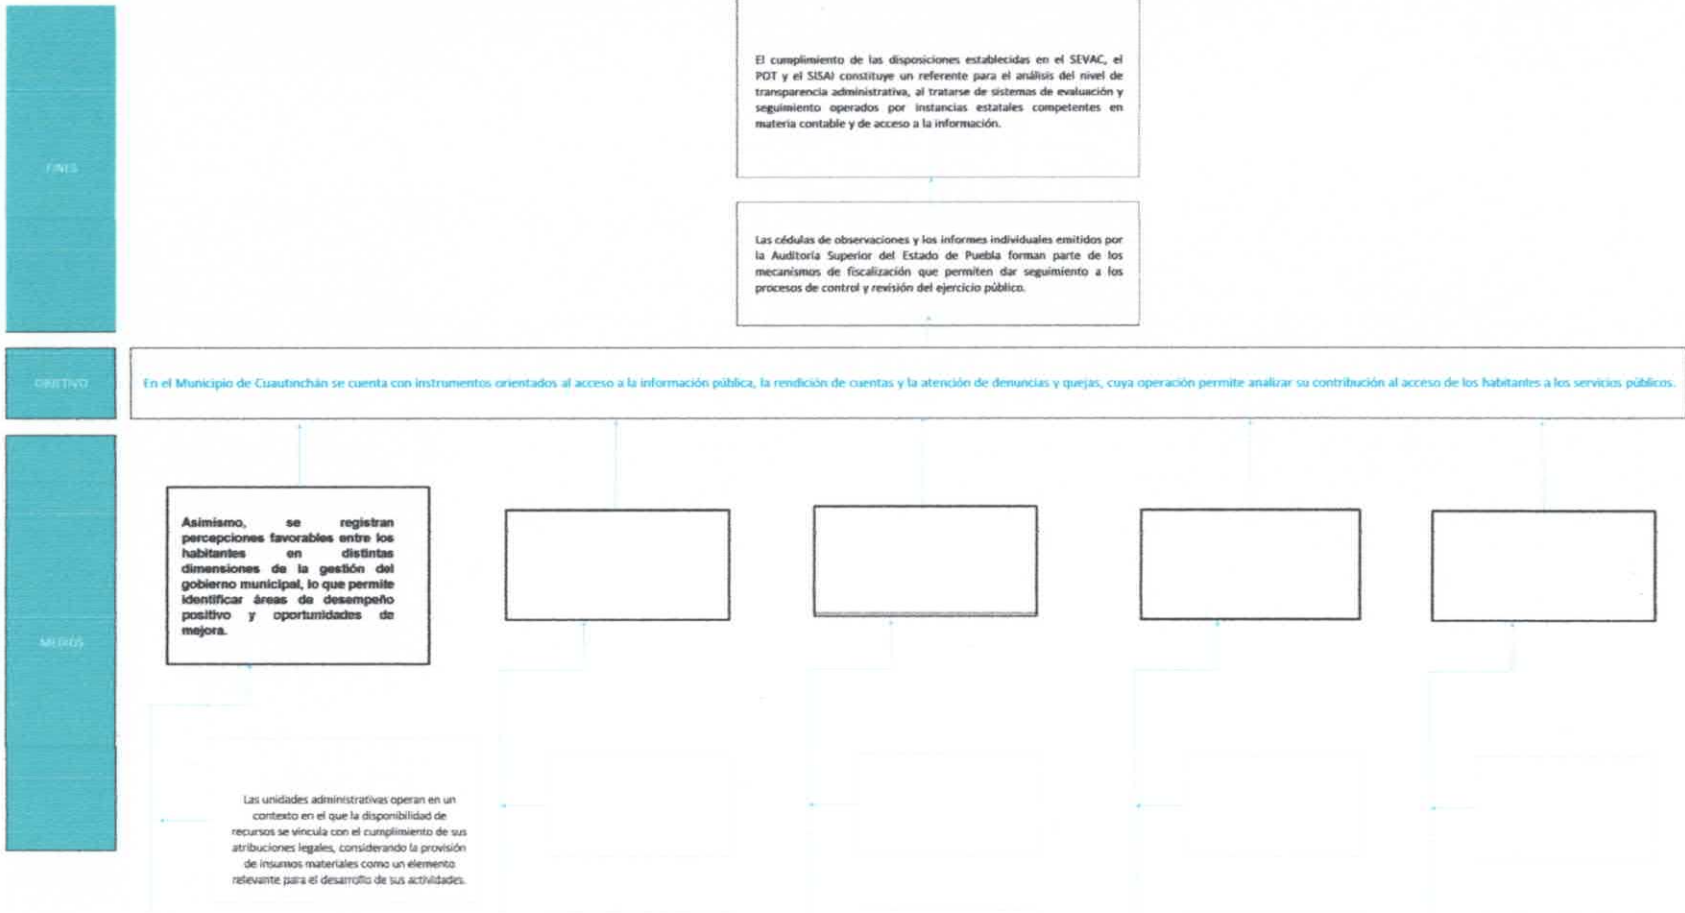 El cumplimiento de las disposiciones establecidas en el SEVAC, el
POT y el SISAI constituye un referente para el análisis del nivel de
transparencia administrativa, al tratarse de sistemas de evaluación y
seguimiento operados por instancias estatales competentes en
materia contable y de acceso a la información.
FINES
Las cédulas de observaciones y los informes individuales emitidos por
la Auditoría Superior del Estado de Puebla forman parte de los
mecanismos de fiscalización que permiten dar seguimiento a los
procesos de control y revisión del ejercicio público.
OBJETIVO
En el Municipio de Cuautinchán se cuenta con instrumentos orientados al acceso a la información pública, la rendición de cuentas y la atención de denuncias y quejas, cuya operación permite analizar su contribución al acceso de los habitantes a los servicios públicos.
Asimismo, se registran
percepciones favorables entre los
habitantes en distintas
dimensiones de la gestión del
gobierno municipal, lo que permite
identificar áreas de desempeño
positivo y oportunidades de
mejora.
MEDIOS
Las unidades administrativas operan en un
contexto en el que la disponibilidad de
recursos se vincula con el cumplimiento de sus
atribuciones legales, considerando la provisión
de insumos materiales como un elemento
relevante para el desarrollo de sus actividades.